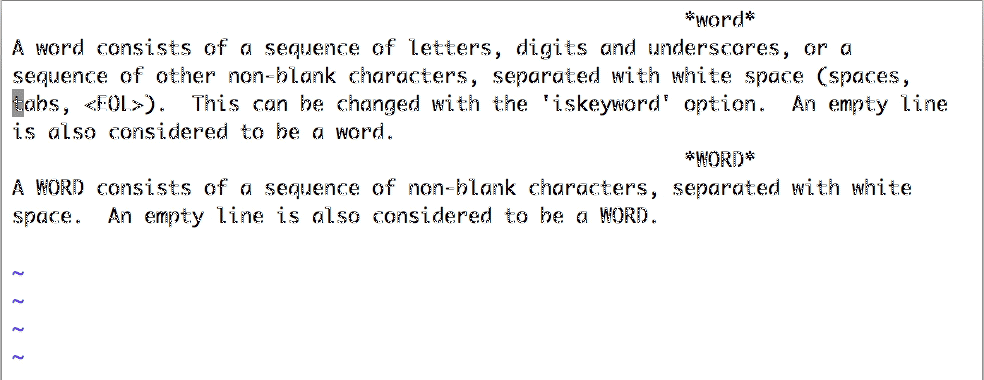 *word*
A word consists of a sequence of letters, digits and underscores, or a
sequence of other non-blank characters, separated with white space (spaces,
tabs, <EOL>).  This can be changed with the 'iskeyword' option.  An empty line
is also considered to be a word.
*WORD*
A WORD consists of a sequence of non-blank characters, separated with white
space.  An empty line is also considered to be a WORD.
~
~
~
~